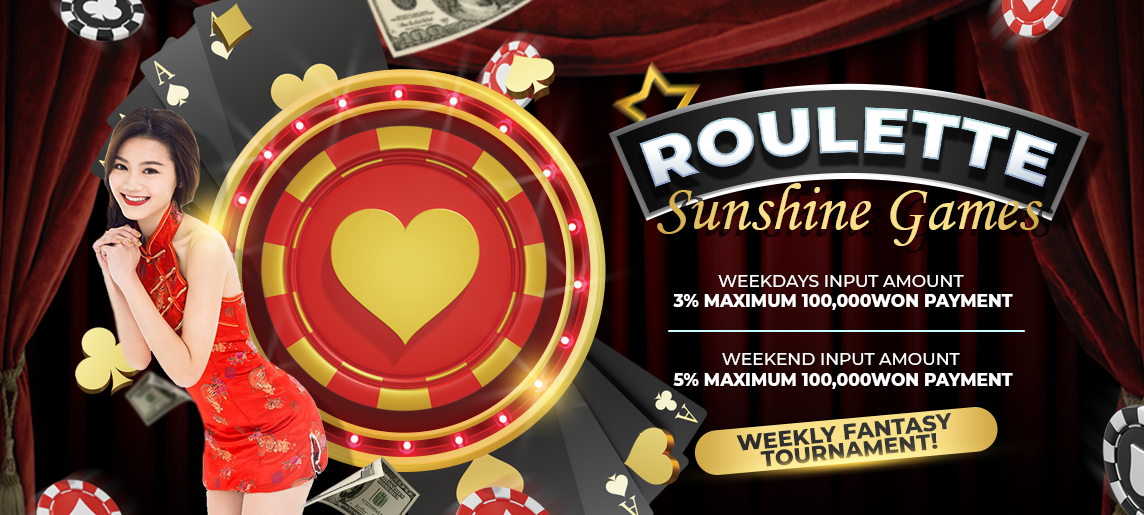 A
A
ROULETTE
Sunshine Games
WEEKDAYS INPUT AMOUNT
3% MAXIMUM 100,000WON PAYMENT
WEEKEND INPUT AMOUNT
5% MAXIMUM 100,000WON PAYMENT
A
WEEKLY FANTASY
TOURNAMENT!